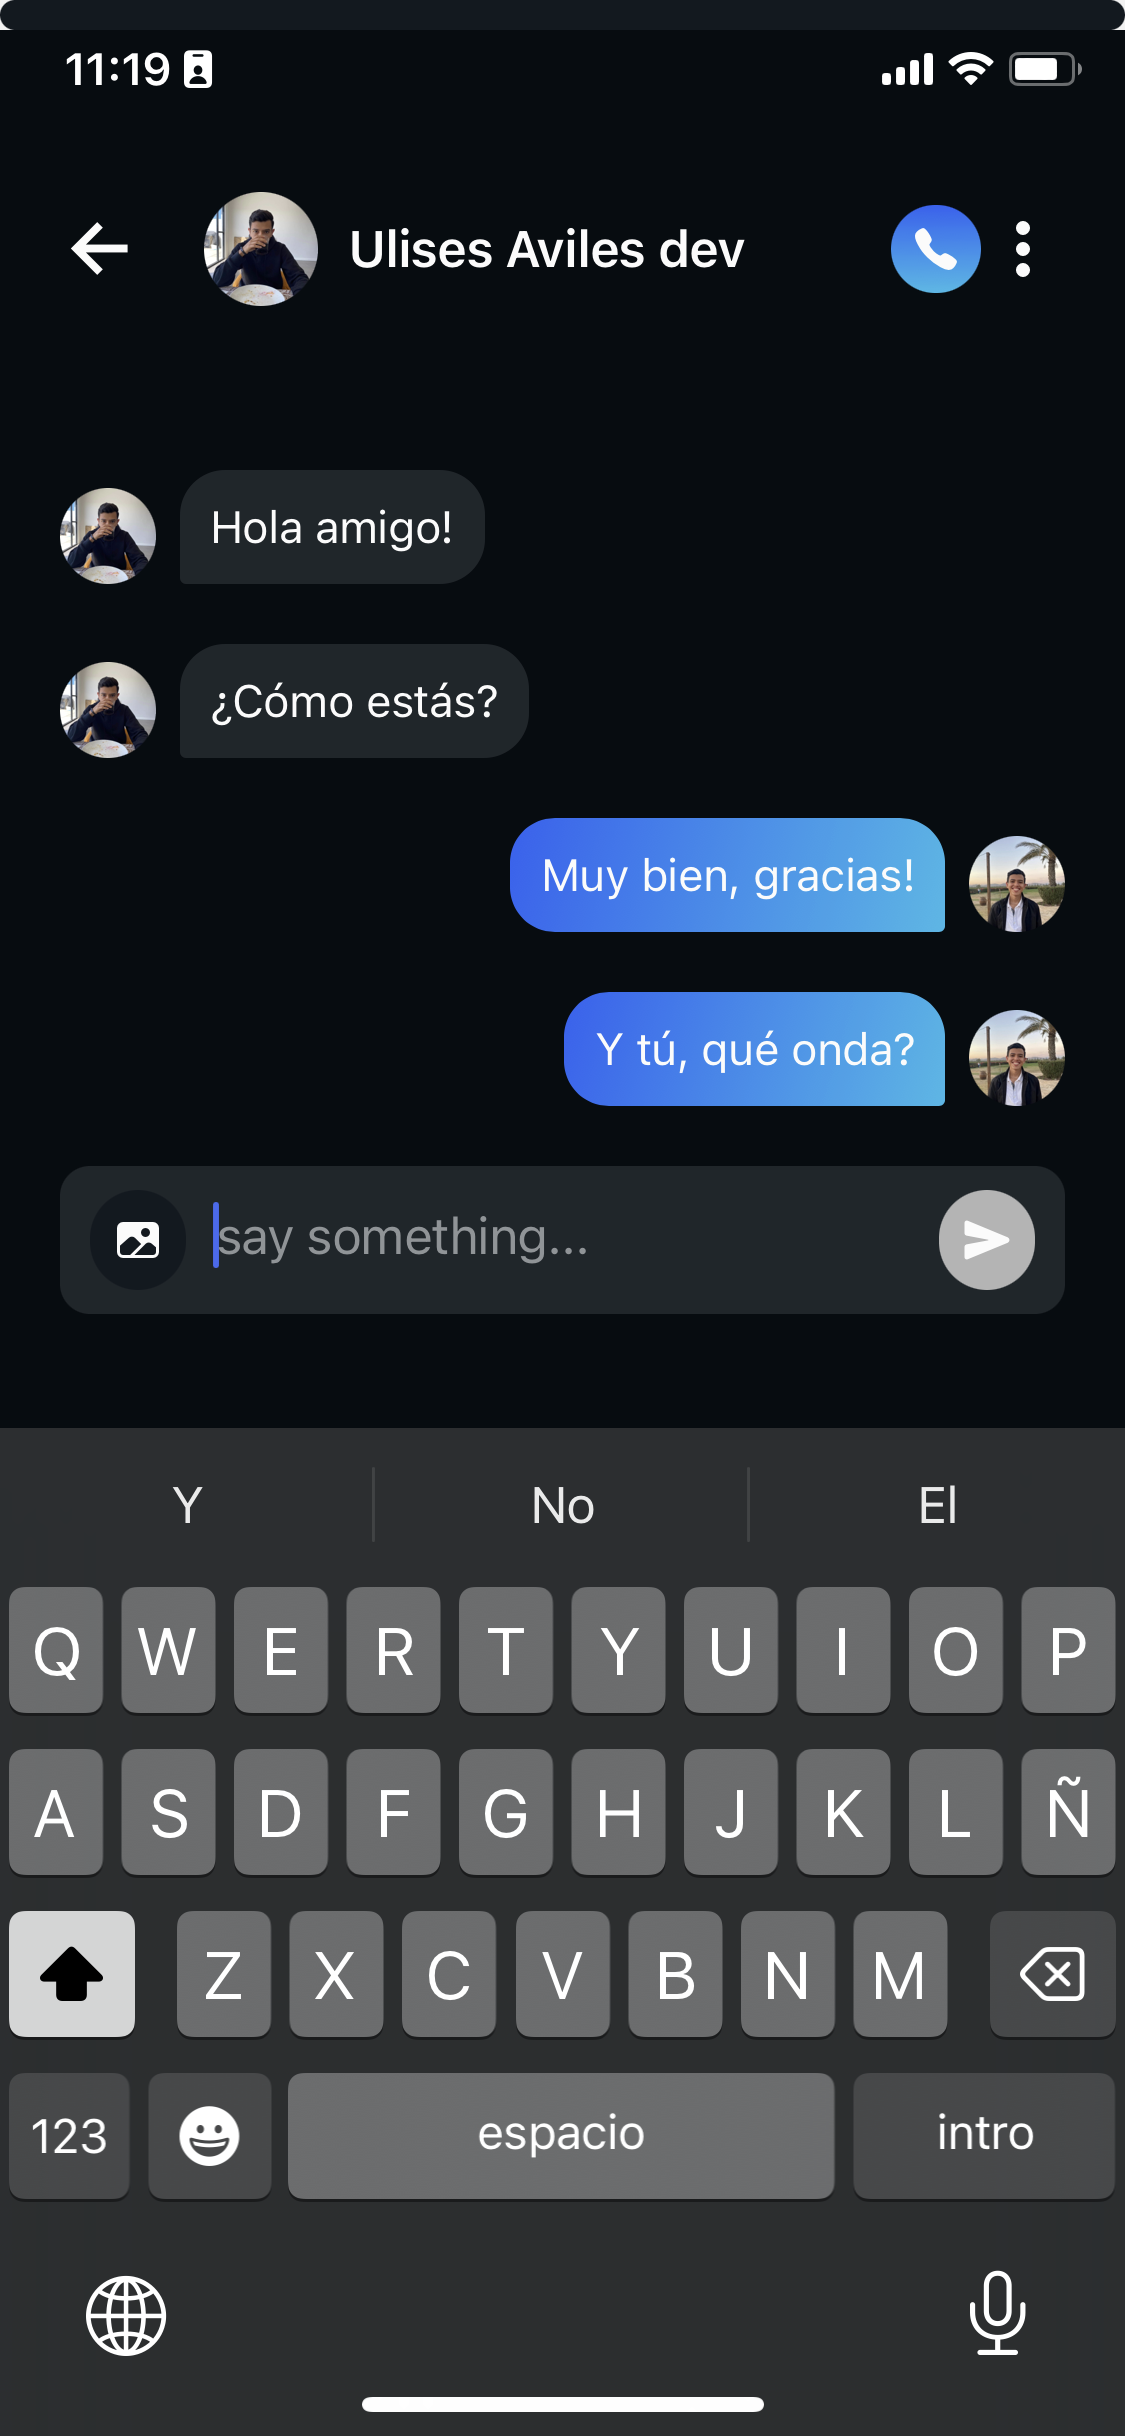 11:19
Ulises Aviles dev
Hola amigo!
¿Cómo estás?
Muy bien, gracias!
Y tú, qué onda?
say something...
Y No El
Q W E R T Y U I O P
A S D F G H J K L Ñ
Z X C V B N M
123 espacio intro